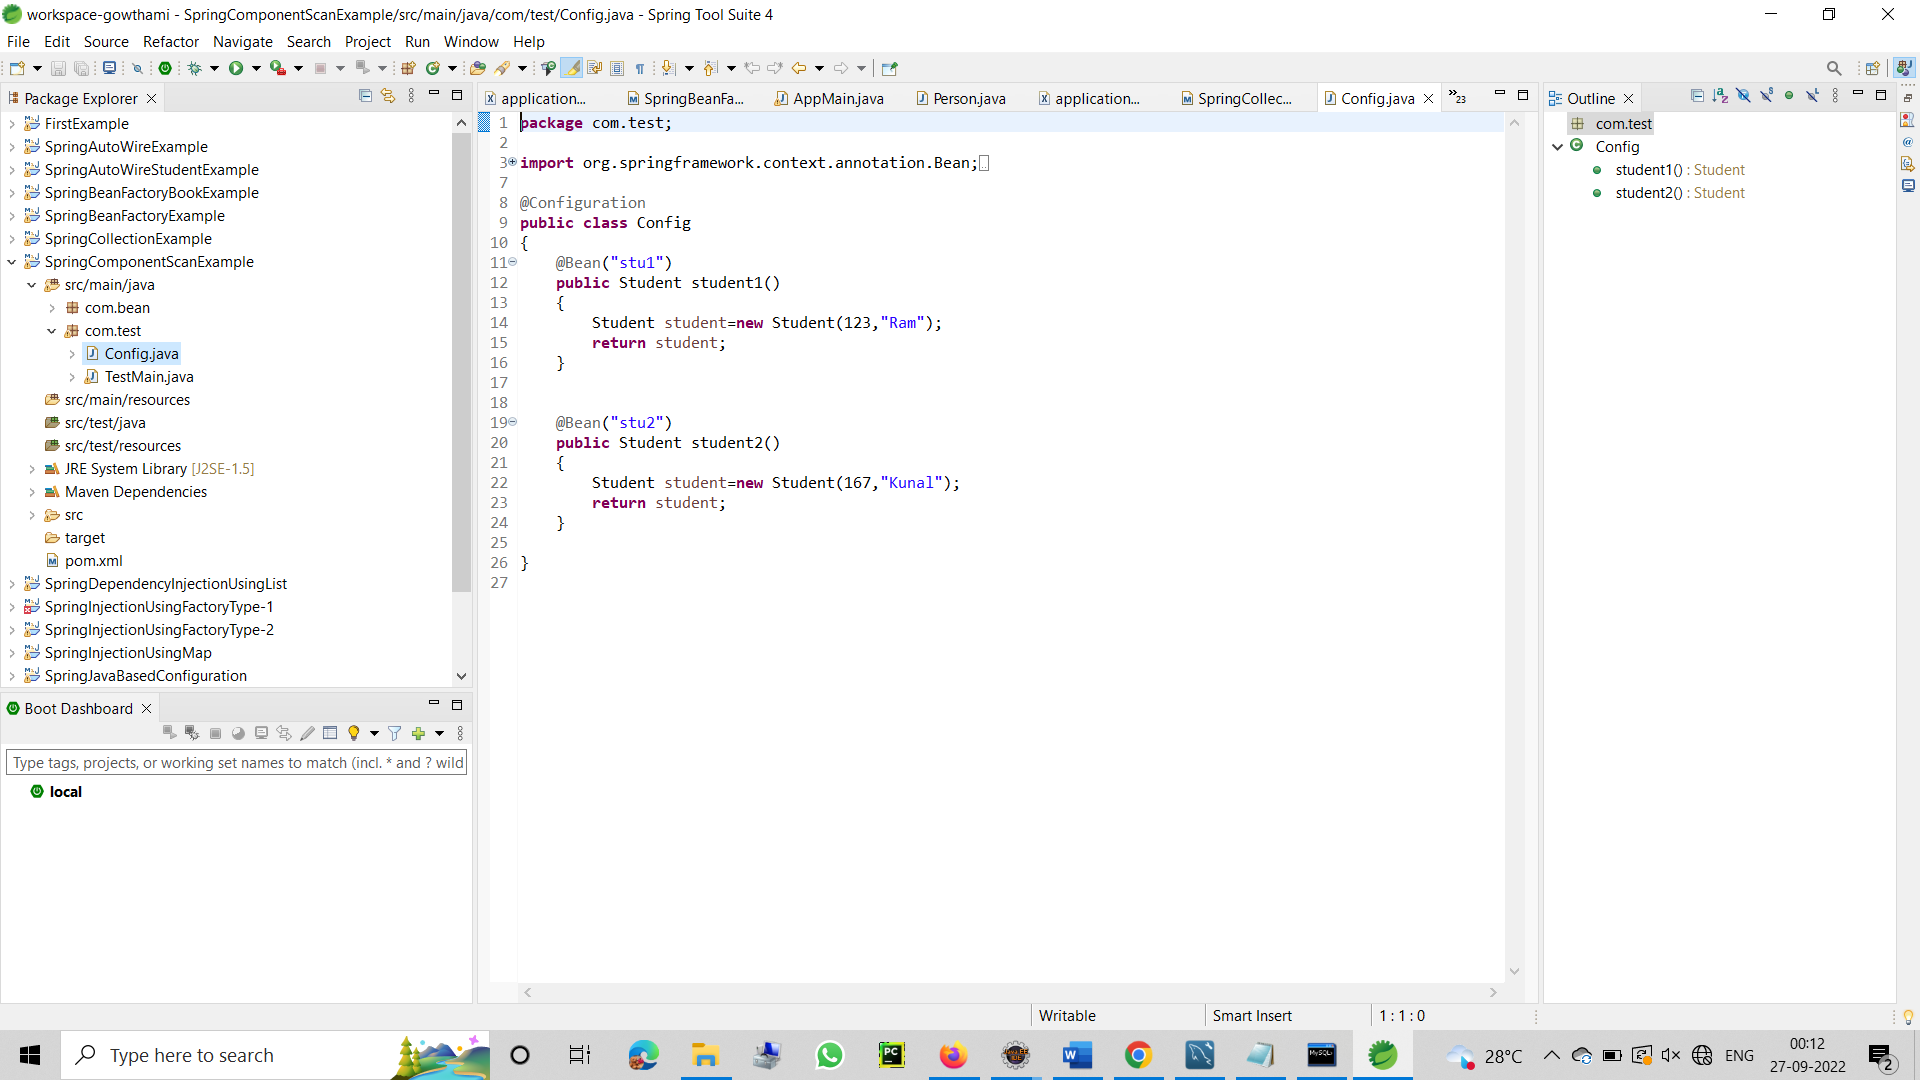 workspace-gowthami - SpringComponentScanExample/src/main/java/com/test/Config.java - Spring Tool Suite 4
File Edit Source Refactor Navigate Search Project Run Window Help
Package Explorer
FirstExample
SpringAutoWireExample
SpringAutoWireStudentExample
SpringBeanFactoryBookExample
SpringBeanFactoryExample
SpringCollectionExample
SpringComponentScanExample
src/main/java
com.bean
com.test
Config.java
TestMain.java
src/main/resources
src/test/java
src/test/resources
JRE System Library [J2SE-1.5]
Maven Dependencies
src
target
pom.xml
SpringDependencyInjectionUsingList
SpringInjectionUsingFactoryType-1
SpringInjectionUsingFactoryType-2
SpringInjectionUsingMap
SpringJavaBasedConfiguration
Boot Dashboard
Type tags, projects, or working set names to match (incl. * and ? wild
local
application... SpringBeanFa... AppMain.java Person.java application... SpringCollec... Config.java »23
1 package com.test;
2
3 import org.springframework.context.annotation.Bean;
7
8 @Configuration
9 public class Config
10 {
11 @Bean("stu1")
12 public Student student1()
13 {
14 Student student=new Student(123,"Ram");
15 return student;
16 }
17
18
19 @Bean("stu2")
20 public Student student2()
21 {
22 Student student=new Student(167,"Kunal");
23 return student;
24 }
25
26 }
27
Outline
com.test
Config
student1() : Student
student2() : Student
Writable Smart Insert 1 : 1 : 0
Type here to search
PC
Java EE IDE
W
MySQL
28°C ENG
00:12
27-09-2022
2